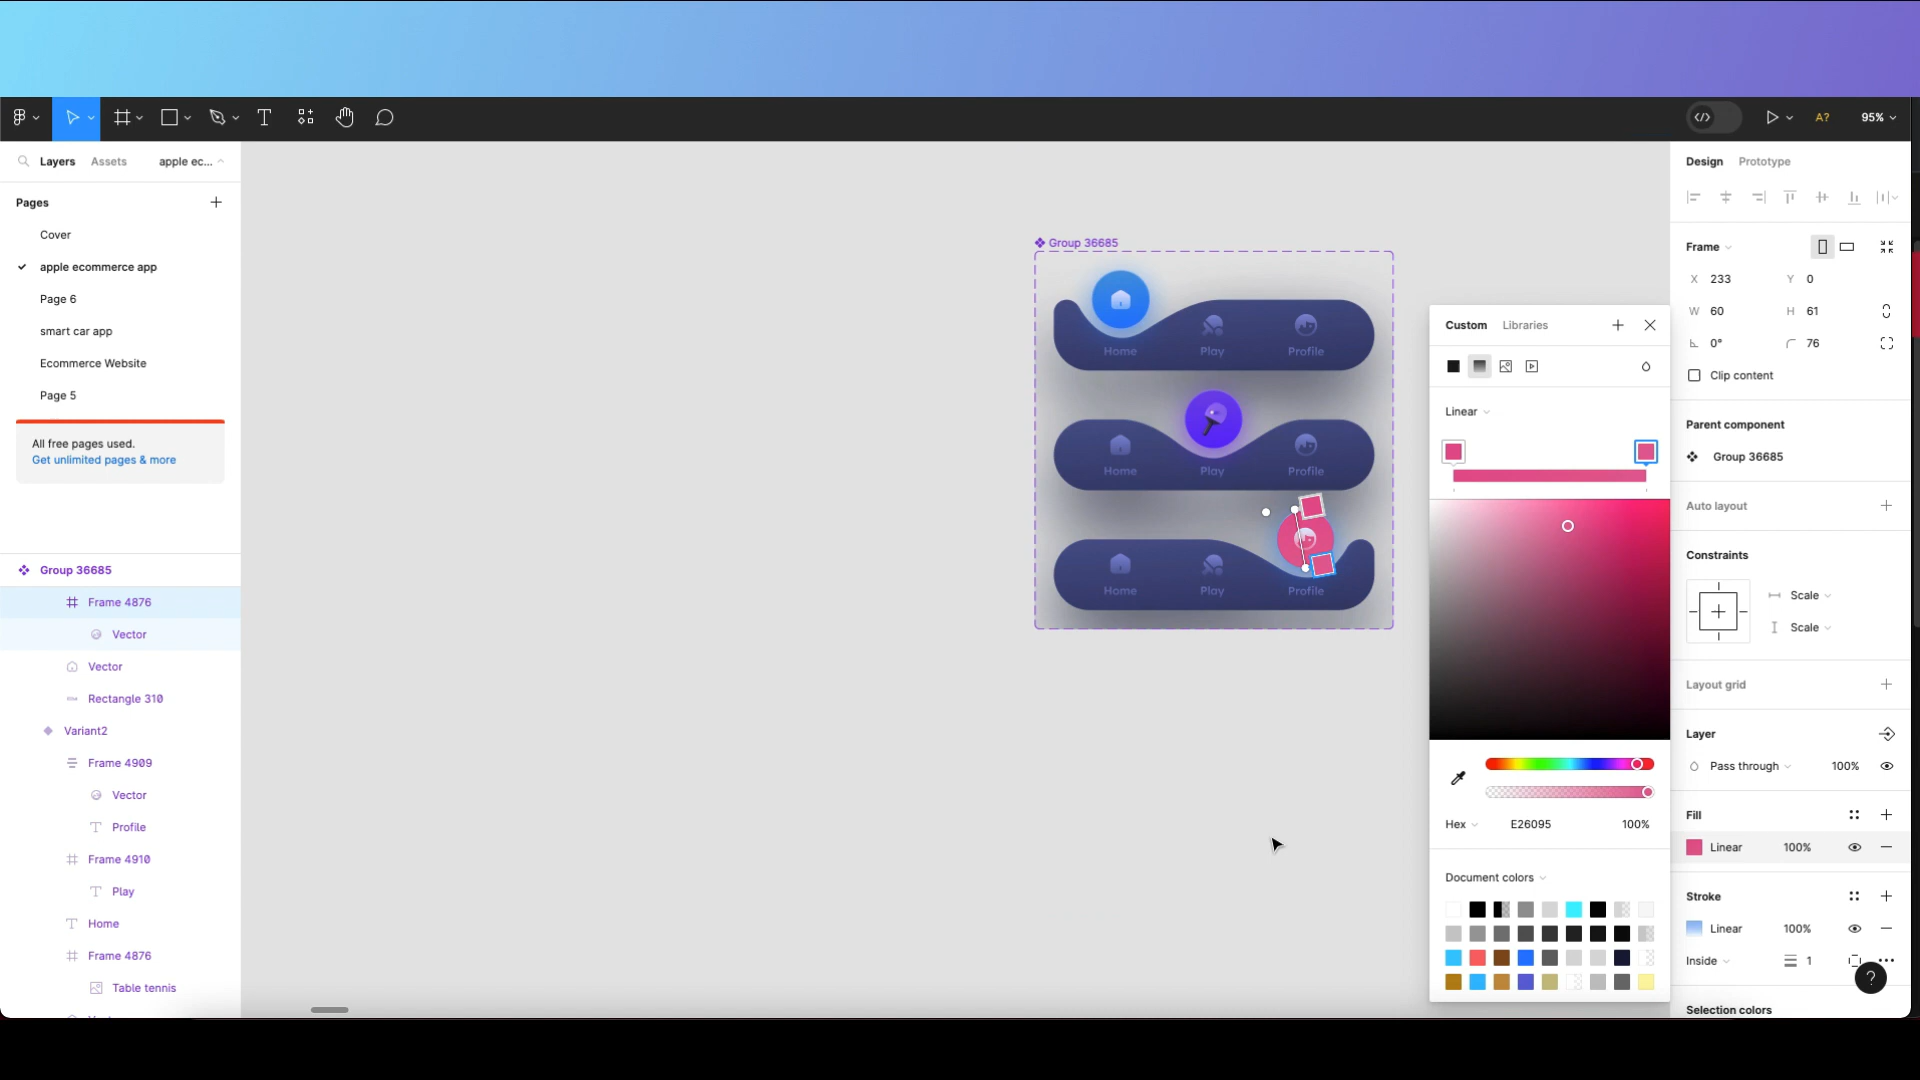 A?
95%
Layers Assets apple ec...
Pages
Cover
apple ecommerce app
Page 6
smart car app
Ecommerce Website
Page 5
All free pages used.
Get unlimited pages & more
Group 36685
Frame 4876
Vector
Vector
Rectangle 310
Variant2
Frame 4909
Vector
Profile
Frame 4910
Play
Home
Frame 4876
Table tennis
Group 36685
Home Play Profile
Home Play Profile
Home Play Profile
Custom Libraries
Linear
Hex E26095 100%
Document colors
Design Prototype
Frame
X 233 Y 0
W 60 H 61
0° 76
Clip content
Parent component
Group 36685
Auto layout
Constraints
Scale
Scale
Layout grid
Layer
Pass through 100%
Fill
Linear 100%
Stroke
Linear 100%
Inside 1
?
Selection colors